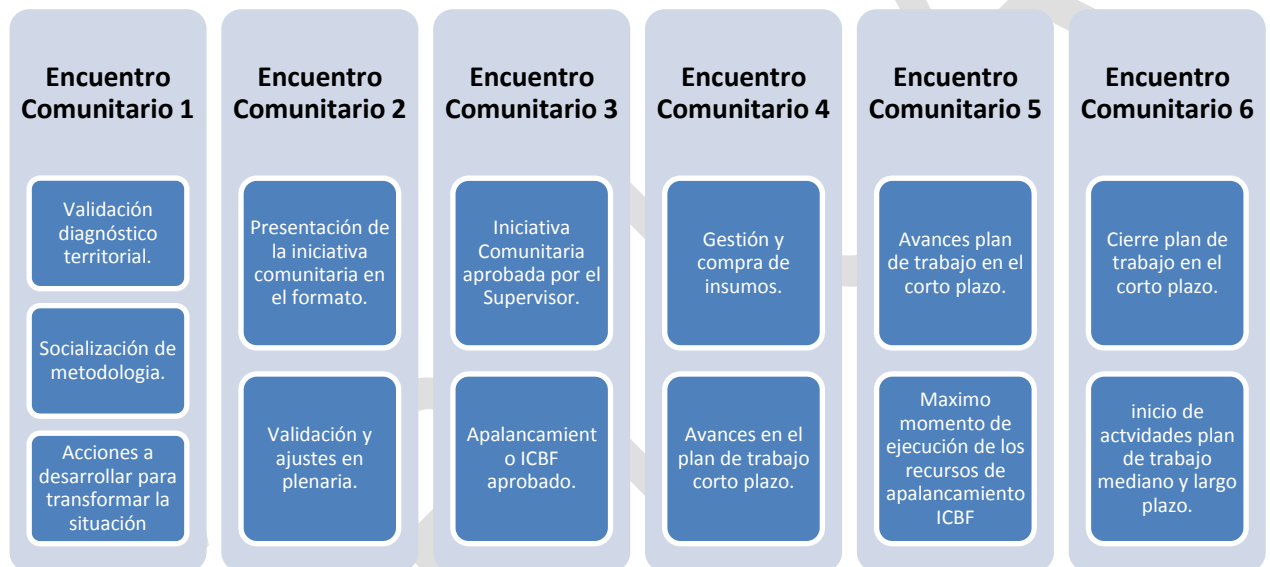 Encuentro
Comunitario 1
Validación
diagnóstico
territorial.
Socialización de
metodologia.
Acciones a
desarrollar para
transformar la
situación
Encuentro
Comunitario 2
Presentación de
la iniciativa
comunitaria en
el formato.
Validación y
ajustes en
plenaria.
Encuentro
Comunitario 3
Iniciativa
Comunitaria
aprobada por el
Supervisor.
Apalancamient
o ICBF
aprobado.
Encuentro
Comunitario 4
Gestión y
compra de
insumos.
Avances en el
plan de trabajo
corto plazo.
Encuentro
Comunitario 5
Avances plan
de trabajo en el
corto plazo.
Maximo
momento de
ejecución de los
recursos de
apalancamiento
ICBF
Encuentro
Comunitario 6
Cierre plan de
trabajo en el
corto plazo.
inicio de
actvidades plan
de trabajo
mediano y largo
plazo.